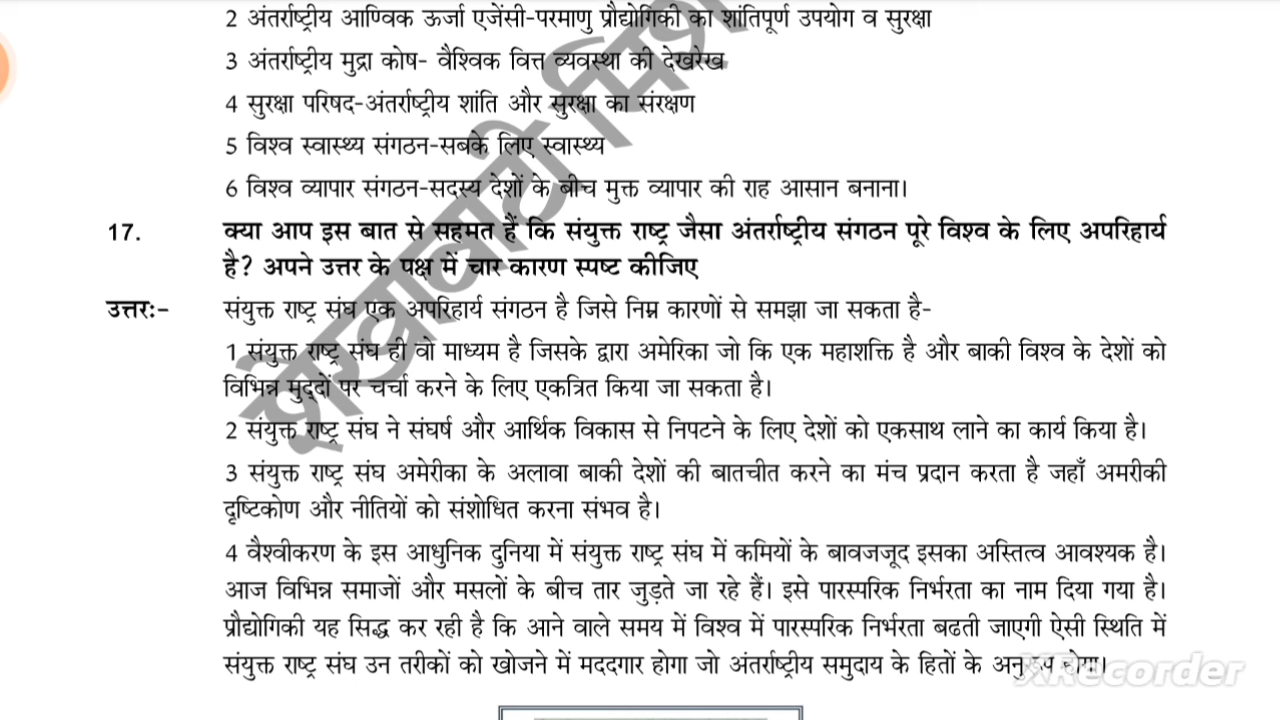 2 अंतर्राष्ट्रीय आण्विक ऊर्जा एजेंसी-परमाणु प्रौद्योगिकी का शांतिपूर्ण उपयोग व सुरक्षा
3 अंतर्राष्ट्रीय मुद्रा कोष- वैश्विक वित्त व्यवस्था की देखरेख
4 सुरक्षा परिषद-अंतर्राष्ट्रीय शांति और सुरक्षा का संरक्षण
5 विश्व स्वास्थ्य संगठन-सबके लिए स्वास्थ्य
6 विश्व व्यापार संगठन-सदस्य देशों के बीच मुक्त व्यापार की राह आसान बनाना।
17. क्या आप इस बात से सहमत हैं कि संयुक्त राष्ट्र जैसा अंतर्राष्ट्रीय संगठन पूरे विश्व के लिए अपरिहार्य
है? अपने उत्तर के पक्ष में चार कारण स्पष्ट कीजिए
उत्तरः- संयुक्त राष्ट्र संघ एक अपरिहार्य संगठन है जिसे निम्न कारणों से समझा जा सकता है-
1 संयुक्त राष्ट्र संघ ही वो माध्यम है जिसके द्वारा अमेरिका जो कि एक महाशक्ति है और बाकी विश्व के देशों को
विभिन्न मुद्दों पर चर्चा करने के लिए एकत्रित किया जा सकता है।
2 संयुक्त राष्ट्र संघ ने संघर्ष और आर्थिक विकास से निपटने के लिए देशों को एकसाथ लाने का कार्य किया है।
3 संयुक्त राष्ट्र संघ अमेरीका के अलावा बाकी देशों की बातचीत करने का मंच प्रदान करता है जहाँ अमरीकी
दृष्टिकोण और नीतियों को संशोधित करना संभव है।
4 वैश्वीकरण के इस आधुनिक दुनिया में संयुक्त राष्ट्र संघ में कमियों के बावजजूद इसका अस्तित्व आवश्यक है।
आज विभिन्न समाजों और मसलों के बीच तार जुड़ते जा रहे हैं। इसे पारस्परिक निर्भरता का नाम दिया गया है।
प्रौद्योगिकी यह सिद्ध कर रही है कि आने वाले समय में विश्व में पारस्परिक निर्भरता बढती जाएगी ऐसी स्थिति में
संयुक्त राष्ट्र संघ उन तरीकों को खोजने में मददगार होगा जो अंतर्राष्ट्रीय समुदाय के हितों के अनुरूप होगा।
शेखावाटी मिश
XRecorder